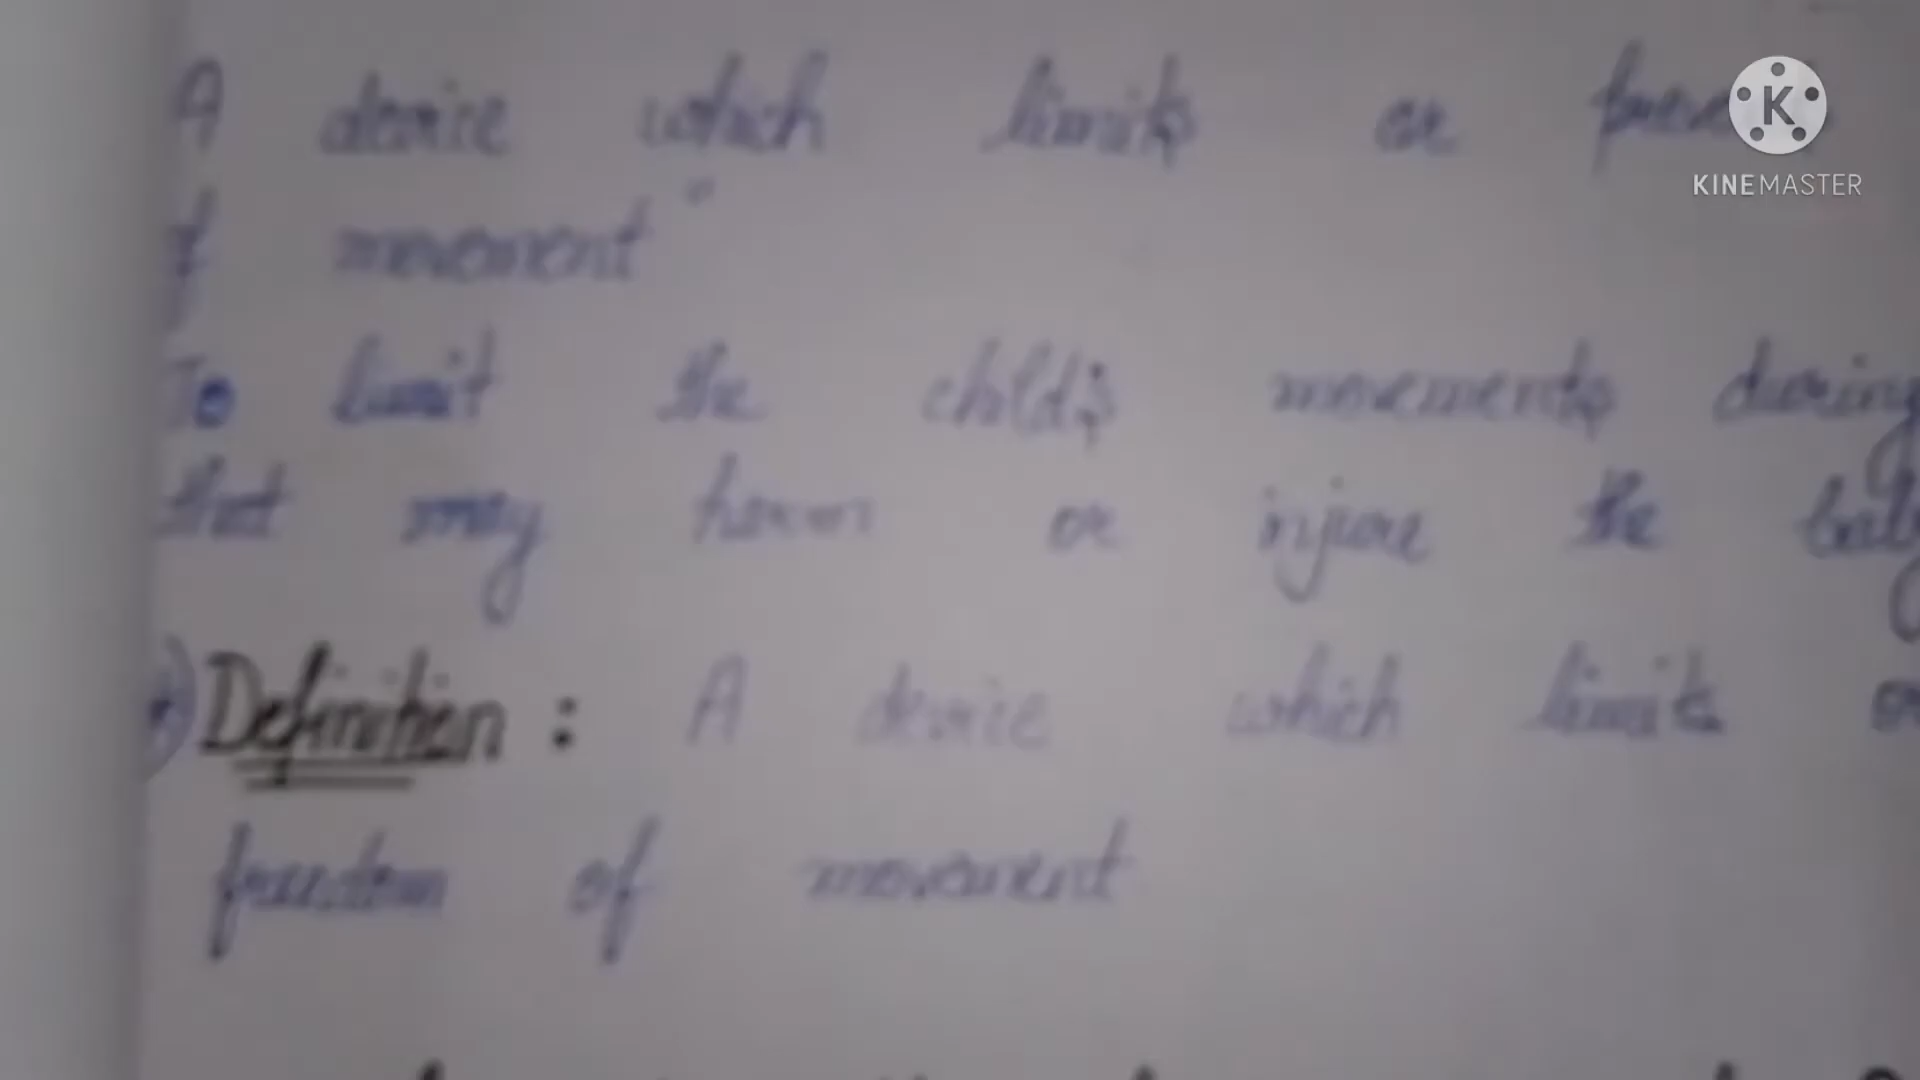 A device which limits or
of movement"
To limit the child's movements during
that may harm or injure the
Definition : A device which limits
freedom of movement
KINEMASTER